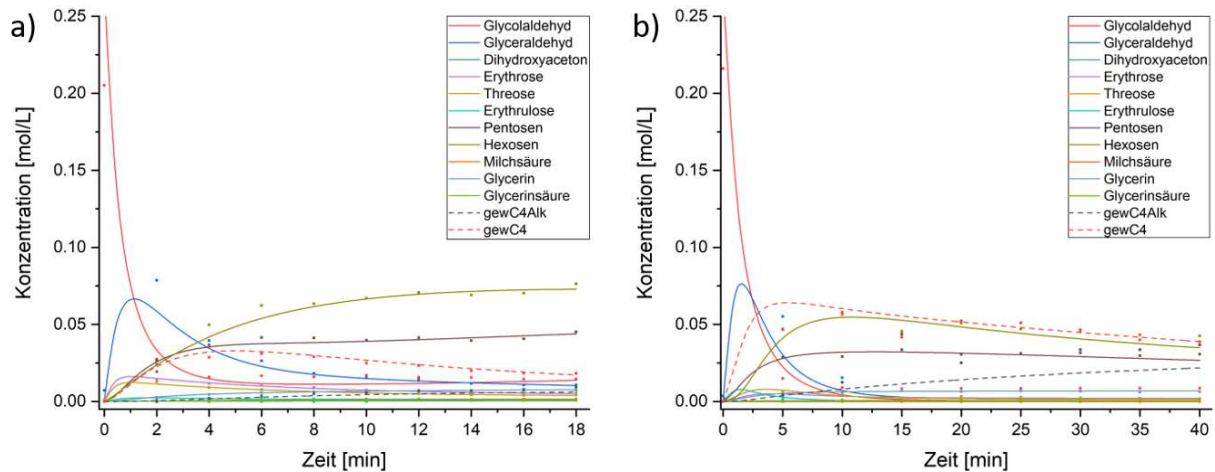 a)
0.25
0.20
0.15
0.10
0.05
0.00
Konzentration [mol/L]
0 2 4 6 8 10 12 14 16 18
Zeit [min]
Glycolaldehyd
Glyceraldehyd
Dihydroxyaceton
Erythrose
Threose
Erythrulose
Pentosen
Hexosen
Milchsäure
Glycerin
Glycerinsäure
gewC4Alk
gewC4
b)
0.25
0.20
0.15
0.10
0.05
0.00
Konzentration [mol/L]
0 5 10 15 20 25 30 35 40
Zeit [min]
Glycolaldehyd
Glyceraldehyd
Dihydroxyaceton
Erythrose
Threose
Erythrulose
Pentosen
Hexosen
Milchsäure
Glycerin
Glycerinsäure
gewC4Alk
gewC4